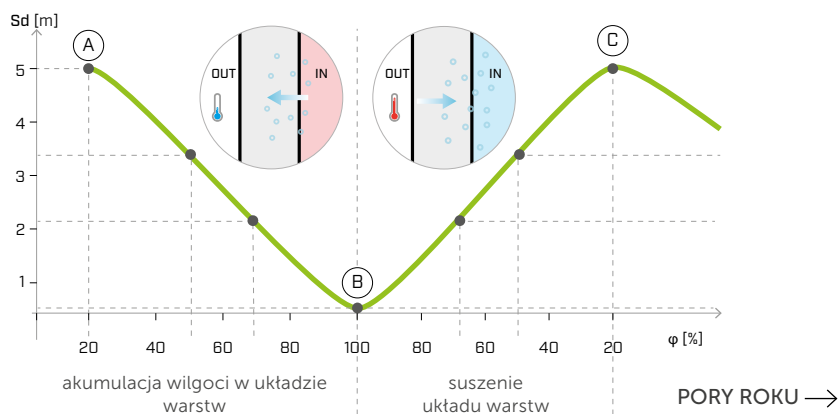 Sd [m]
A
C
OUT
IN
OUT
IN
5
4
3
2
1
B
20
40
60
80
100
80
60
40
20
φ [%]
akumulacja wilgoci w układzie
warstw
suszenie
układu warstw
PORY ROKU